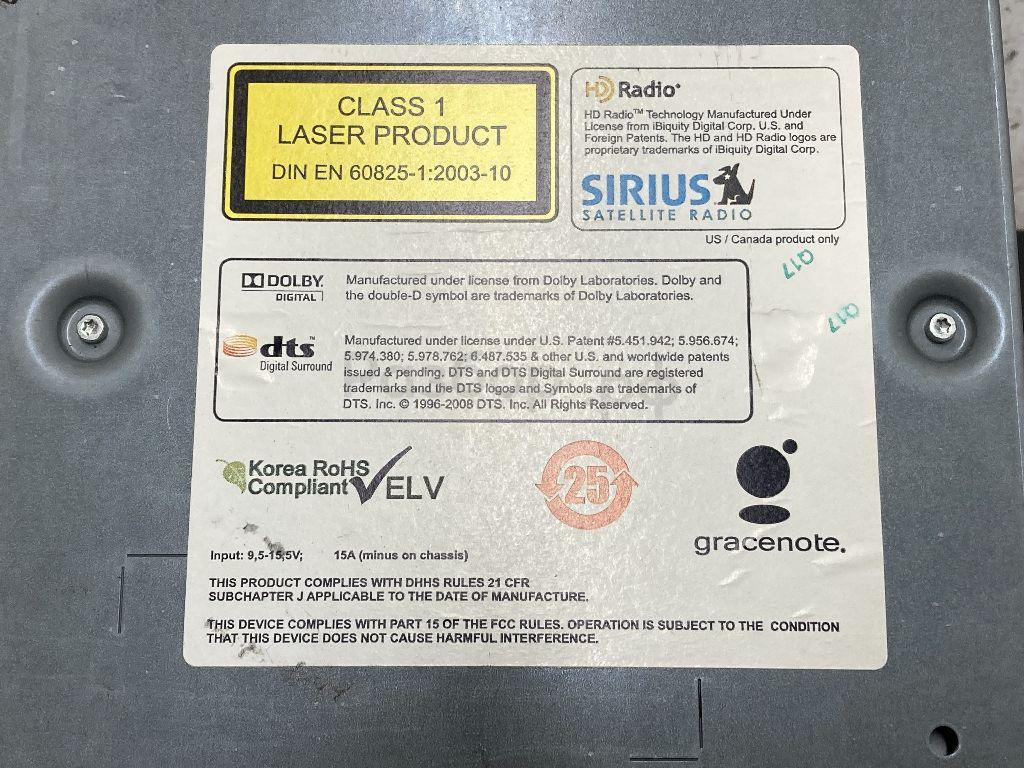 CLASS 1
LASER PRODUCT
DIN EN 60825-1:2003-10
HD Radio
HD Radio™ Technology Manufactured Under
License from iBiquity Digital Corp. U.S. and
Foreign Patents. The HD and HD Radio logos are
proprietary trademarks of iBiquity Digital Corp.
SIRIUS
SATELLITE RADIO
US / Canada product only
Q17
Q17
DOLBY
DIGITAL
Manufactured under license from Dolby Laboratories. Dolby and
the double-D symbol are trademarks of Dolby Laboratories.
dts™
Digital Surround
Manufactured under license under U.S. Patent #5.451.942; 5.956.674;
5.974.380; 5.978.762; 6.487.535 & other U.S. and worldwide patents
issued & pending. DTS and DTS Digital Surround are registered
trademarks and the DTS logos and Symbols are trademarks of
DTS. Inc. © 1996-2008 DTS. Inc. All Rights Reserved.
Korea RoHS
Compliant
ELV
25
gracenote.
Input: 9,5-15,5V; 15A (minus on chassis)
THIS PRODUCT COMPLIES WITH DHHS RULES 21 CFR
SUBCHAPTER J APPLICABLE TO THE DATE OF MANUFACTURE.
THIS DEVICE COMPLIES WITH PART 15 OF THE FCC RULES. OPERATION IS SUBJECT TO THE CONDITION
THAT THIS DEVICE DOES NOT CAUSE HARMFUL INTERFERENCE.